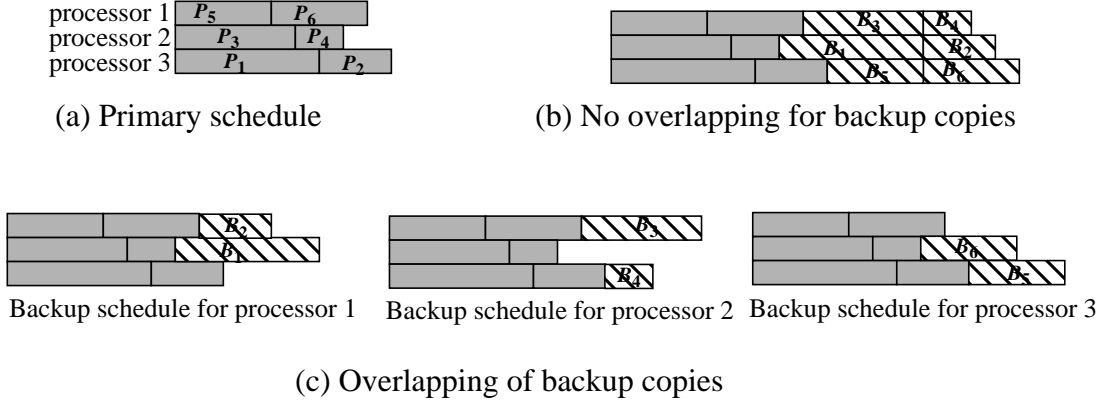 processor 1 P5 P6
processor 2 P3 P4
processor 3 P1 P2
(a) Primary schedule
B3 B4
B1 B2
B5 B6
(b) No overlapping for backup copies
B2
B1
Backup schedule for processor 1
B3
B4
Backup schedule for processor 2
B6
B5
Backup schedule for processor 3
(c) Overlapping of backup copies